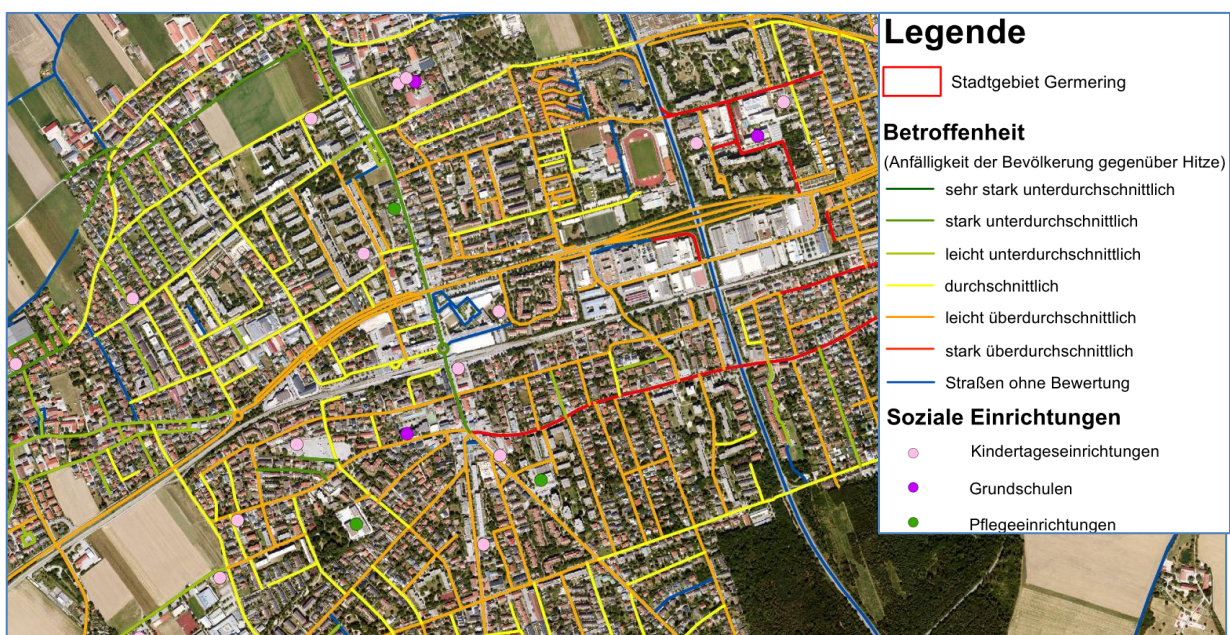 Legende
Stadtgebiet Germering
Betroffenheit
(Anfälligkeit der Bevölkerung gegenüber Hitze)
sehr stark unterdurchschnittlich
stark unterdurchschnittlich
leicht unterdurchschnittlich
durchschnittlich
leicht überdurchschnittlich
stark überdurchschnittlich
Straßen ohne Bewertung
Soziale Einrichtungen
Kindertageseinrichtungen
Grundschulen
Pflegeeinrichtungen